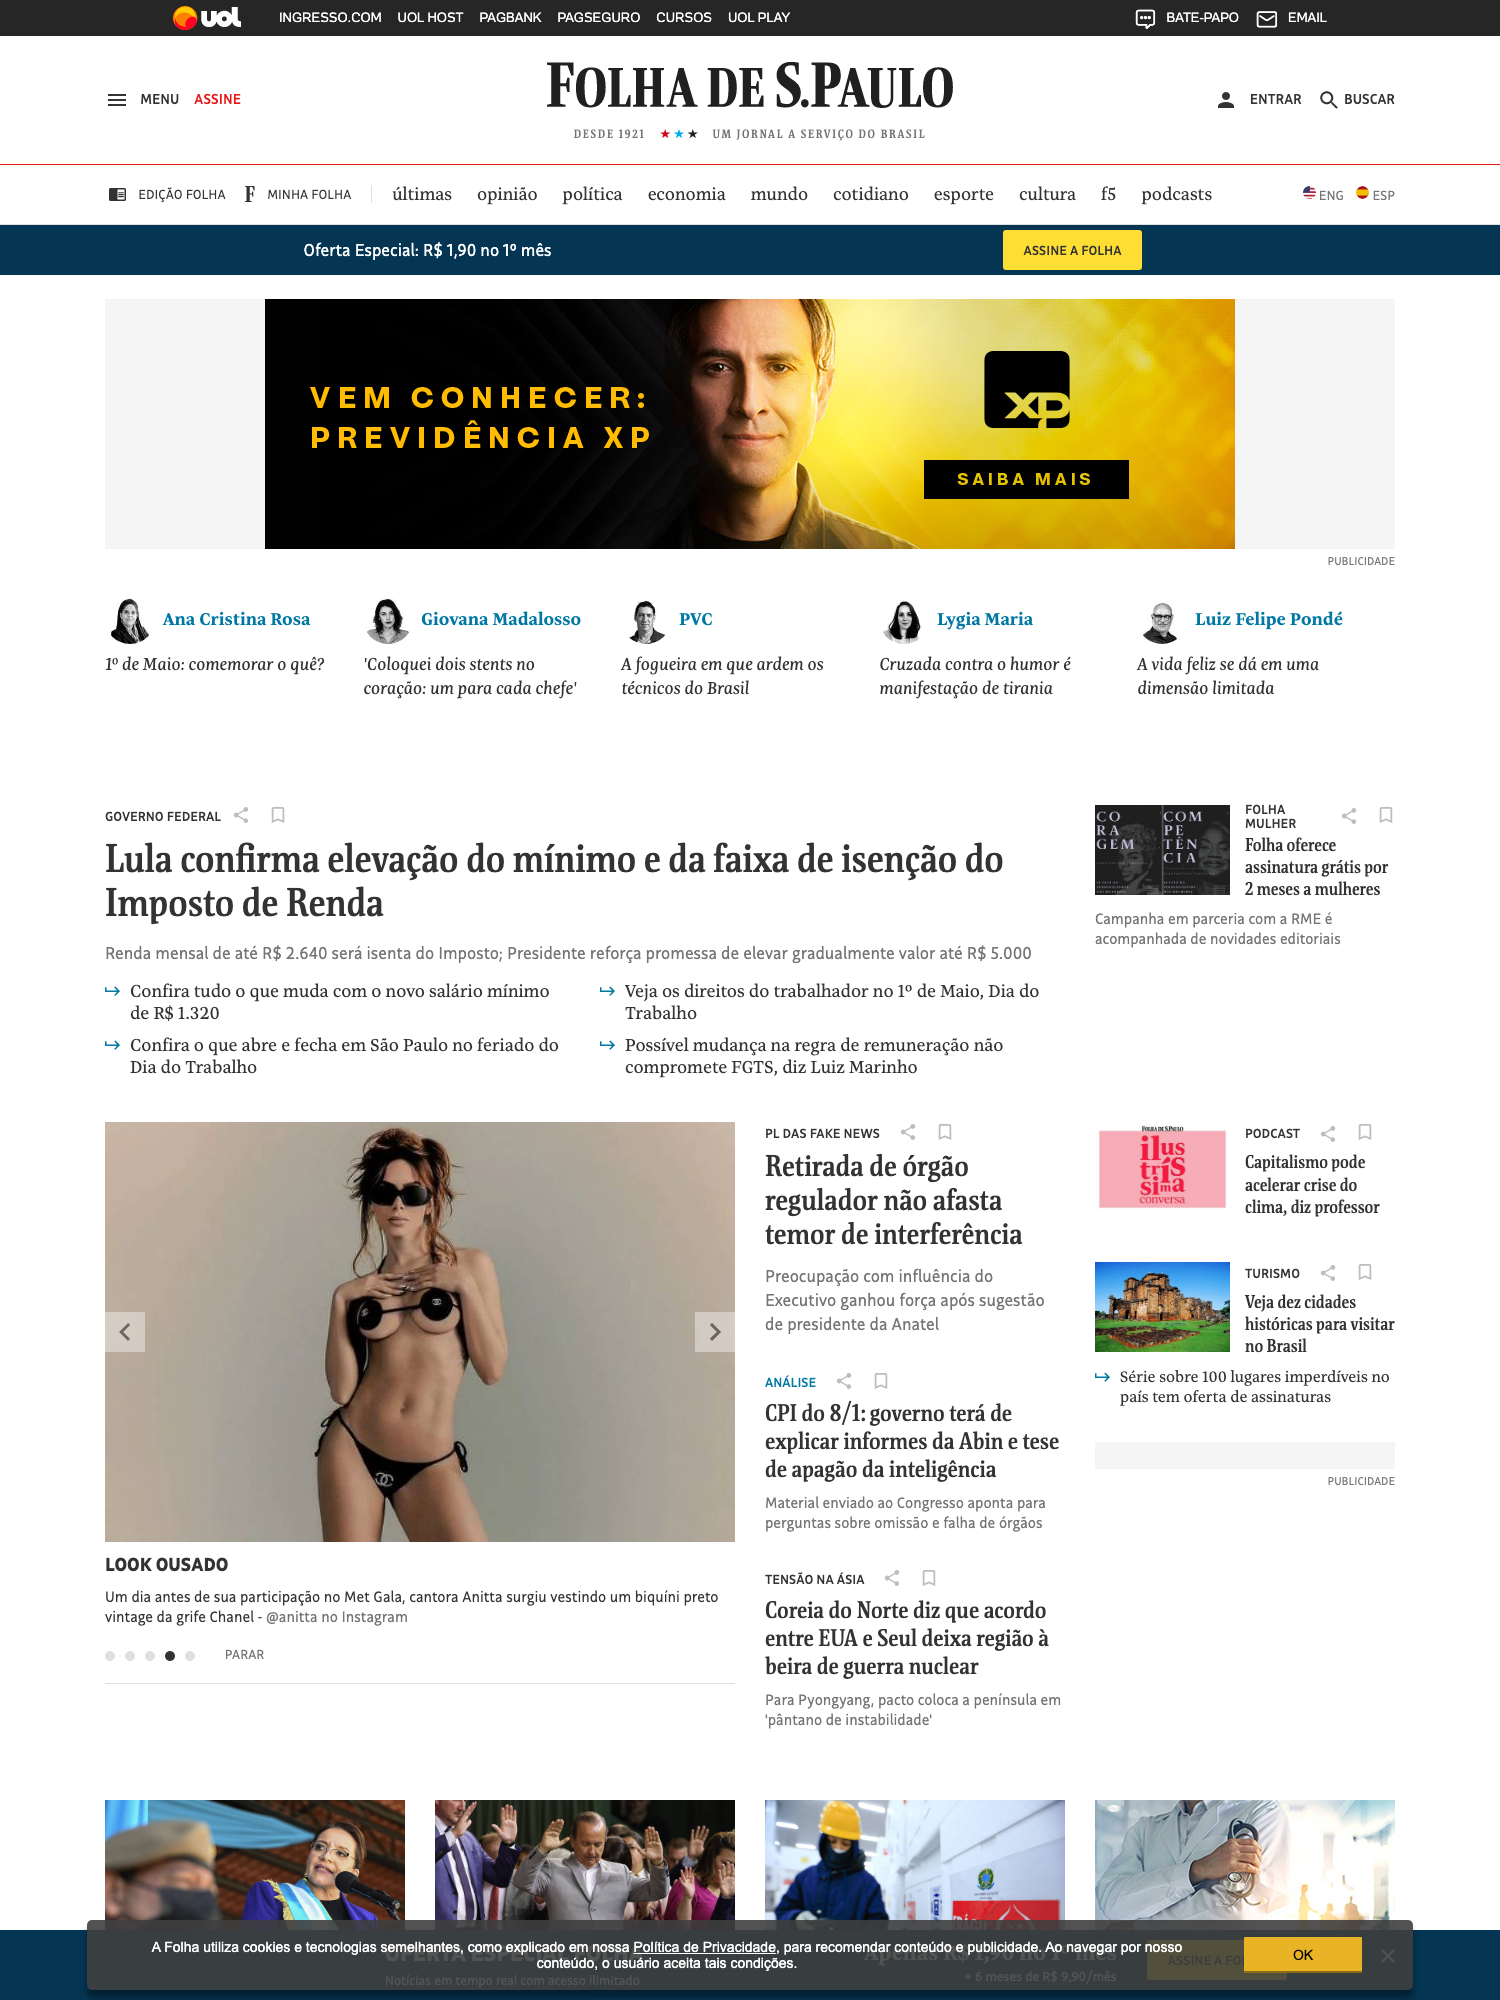 uol
INGRESSO.COM UOL HOST PAGBANK PAGSEGURO CURSOS UOL PLAY
BATE-PAPO EMAIL
MENU ASSINE
FOLHA DE S.PAULO
DESDE 1921 ★★★ UM JORNAL A SERVIÇO DO BRASIL
ENTRAR BUSCAR
EDIÇÃO FOLHA F MINHA FOLHA
últimas opinião política economia mundo cotidiano esporte cultura f5 podcasts
ENG ESP
Oferta Especial: R$ 1,90 no 1º mês
ASSINE A FOLHA
VEM CONHECER:
PREVIDÊNCIA XP
xp
SAIBA MAIS
PUBLICIDADE
Ana Cristina Rosa
1º de Maio: comemorar o quê?
Giovana Madalosso
'Coloquei dois stents no
coração: um para cada chefe'
PVC
A fogueira em que ardem os
técnicos do Brasil
Lygia Maria
Cruzada contra o humor é
manifestação de tirania
Luiz Felipe Pondé
A vida feliz se dá em uma
dimensão limitada
GOVERNO FEDERAL
Lula confirma elevação do mínimo e da faixa de isenção do
Imposto de Renda
Renda mensal de até R$ 2.640 será isenta do Imposto; Presidente reforça promessa de elevar gradualmente valor até R$ 5.000
Confira tudo o que muda com o novo salário mínimo
de R$ 1.320
Confira o que abre e fecha em São Paulo no feriado do
Dia do Trabalho
Veja os direitos do trabalhador no 1º de Maio, Dia do
Trabalho
Possível mudança na regra de remuneração não
compromete FGTS, diz Luiz Marinho
CO
RA
GEM
COM
PE
TÊN
CIA
FOLHA
MULHER
Folha oferece
assinatura grátis por
2 meses a mulheres
Campanha em parceria com a RME é
acompanhada de novidades editoriais
LOOK OUSADO
Um dia antes de sua participação no Met Gala, cantora Anitta surgiu vestindo um biquíni preto
vintage da grife Chanel - @anitta no Instagram
PARAR
PL DAS FAKE NEWS
Retirada de órgão
regulador não afasta
temor de interferência
Preocupação com influência do
Executivo ganhou força após sugestão
de presidente da Anatel
ANÁLISE
CPI do 8/1: governo terá de
explicar informes da Abin e tese
de apagão da inteligência
Material enviado ao Congresso aponta para
perguntas sobre omissão e falha de órgãos
TENSÃO NA ÁSIA
Coreia do Norte diz que acordo
entre EUA e Seul deixa região à
beira de guerra nuclear
Para Pyongyang, pacto coloca a península em
'pântano de instabilidade'
FOLHA DE S.PAULO
ilus
trís
sima
conversa
PODCAST
Capitalismo pode
acelerar crise do
clima, diz professor
TURISMO
Veja dez cidades
históricas para visitar
no Brasil
Série sobre 100 lugares imperdíveis no
país tem oferta de assinaturas
PUBLICIDADE
A Folha utiliza cookies e tecnologias semelhantes, como explicado em nossa Política de Privacidade, para recomendar conteúdo e publicidade. Ao navegar por nosso
conteúdo, o usuário aceita tais condições.
OK
Notícias em tempo real com acesso ilimitado
Apenas R$ 1,90 no 1º mês
+ 6 meses de R$ 9,90/mês
ASSINE A FO